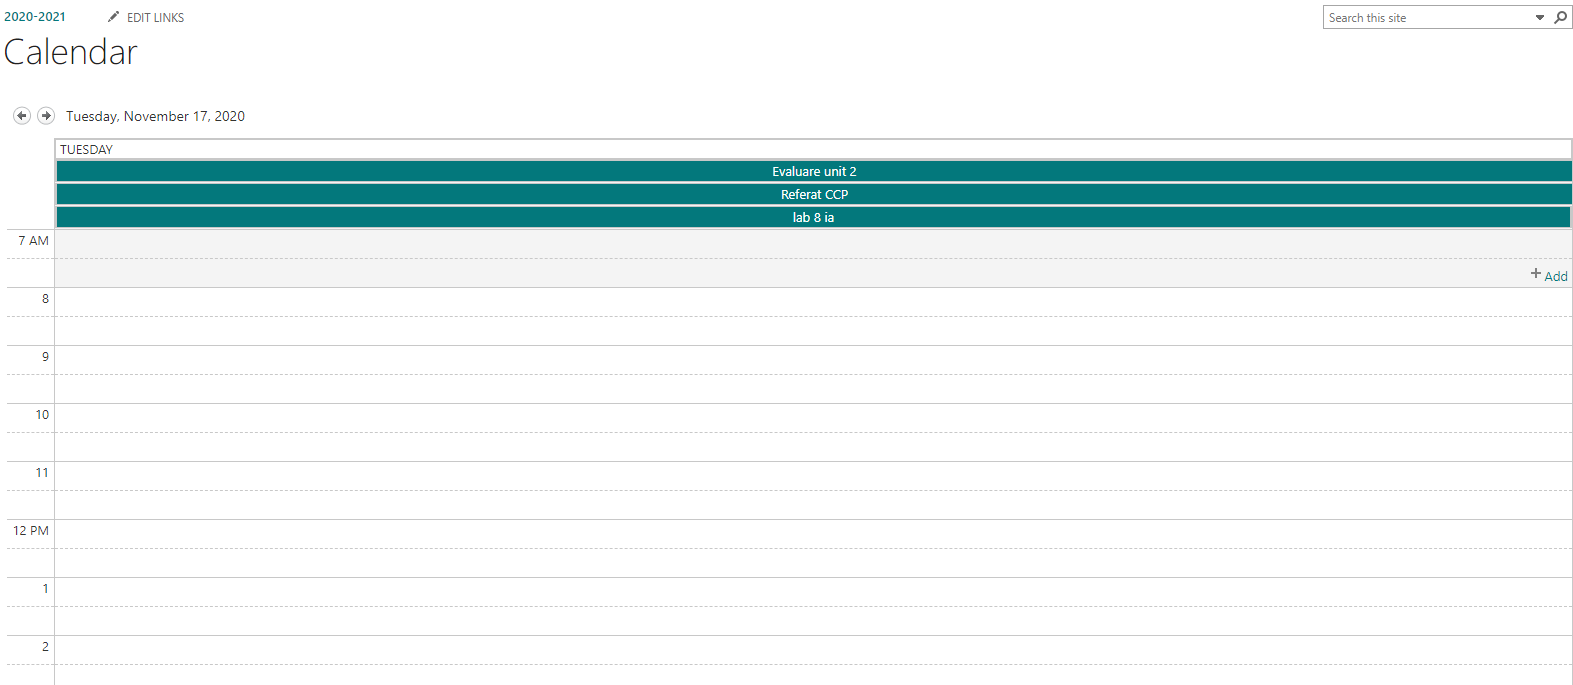 2020-2021 EDIT LINKS Search this site
Calendar
Tuesday, November 17, 2020
TUESDAY
Evaluare unit 2
Referat CCP
lab 8 ia
7 AM
+ Add
8
9
10
11
12 PM
1
2